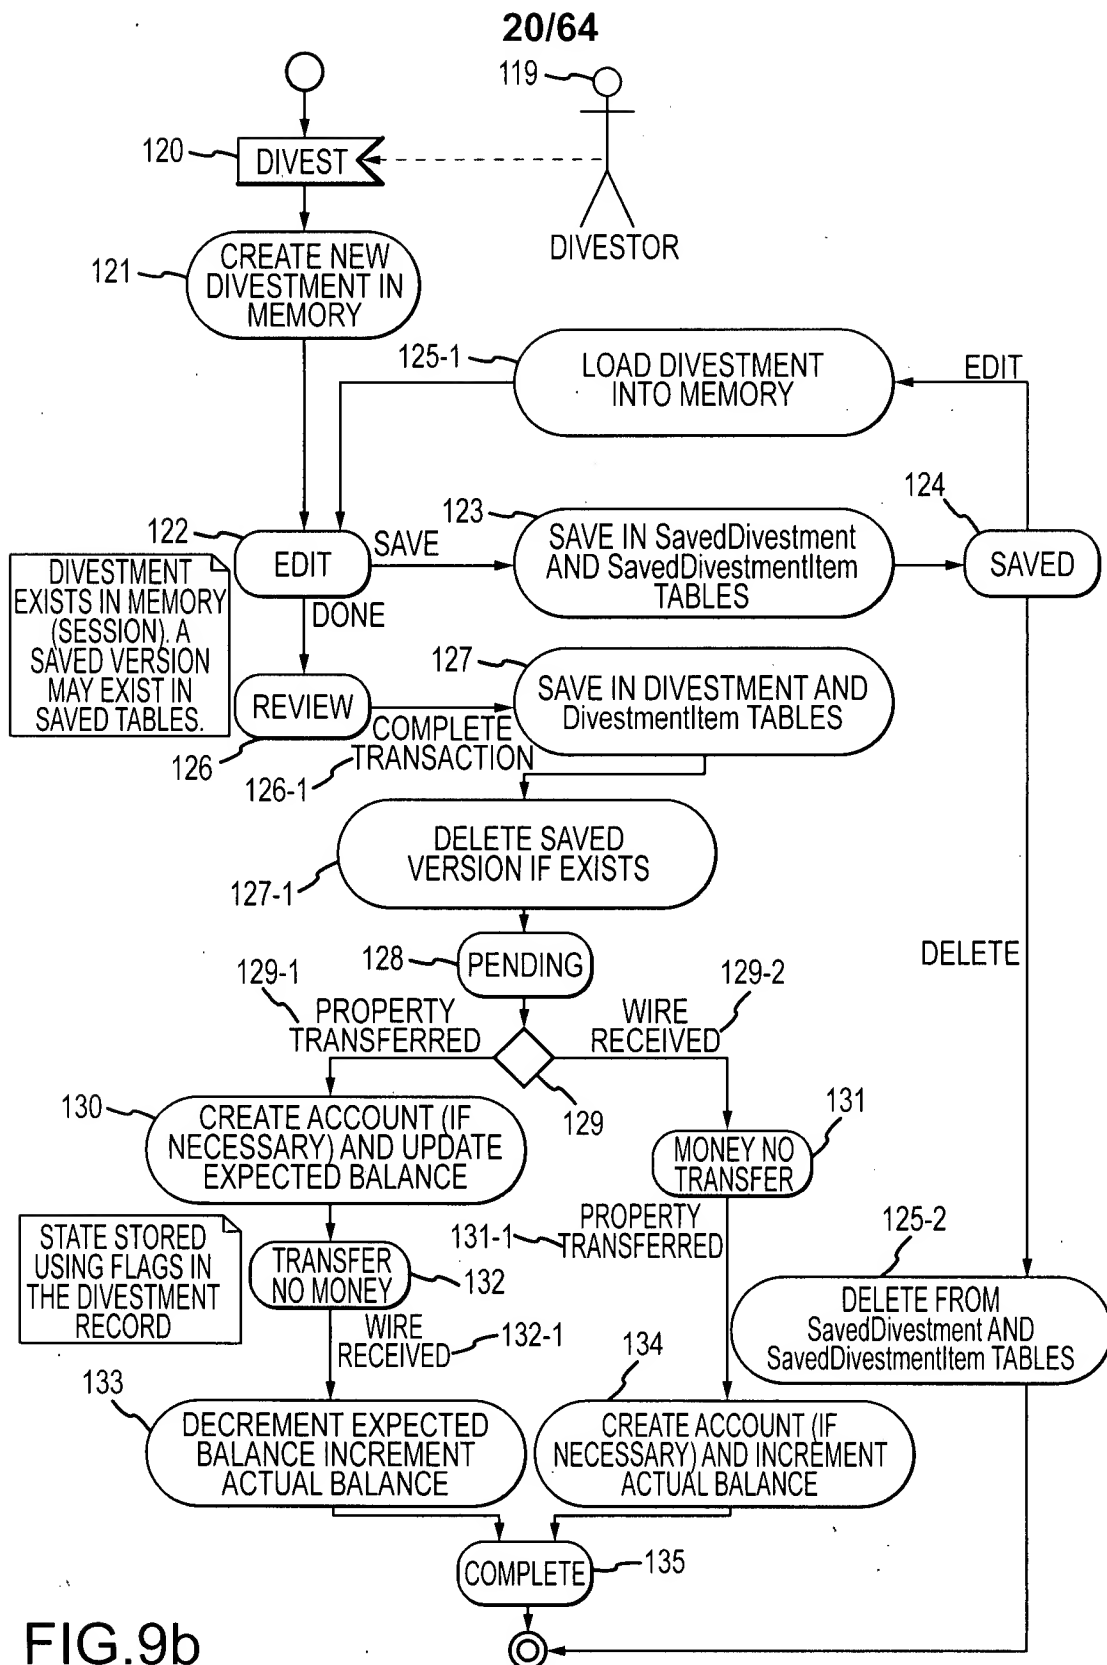 20/64
119
120
DIVEST
DIVESTOR
121
CREATE NEW
DIVESTMENT IN
MEMORY
125-1
LOAD DIVESTMENT
INTO MEMORY
EDIT
122
EDIT
SAVE
123
SAVE IN SavedDivestment
AND SavedDivestmentItem
TABLES
124
SAVED
DIVESTMENT
EXISTS IN MEMORY
(SESSION). A
SAVED VERSION
MAY EXIST IN
SAVED TABLES.
DONE
REVIEW
126
COMPLETE
TRANSACTION
126-1
127
SAVE IN DIVESTMENT AND
DivestmentItem TABLES
DELETE SAVED
VERSION IF EXISTS
127-1
128
PENDING
DELETE
129-1
PROPERTY
TRANSFERRED
WIRE
RECEIVED
129-2
129
130
CREATE ACCOUNT (IF
NECESSARY) AND UPDATE
EXPECTED BALANCE
131
MONEY NO
TRANSFER
STATE STORED
USING FLAGS IN
THE DIVESTMENT
RECORD
TRANSFER
NO MONEY
132
131-1
PROPERTY
TRANSFERRED
125-2
DELETE FROM
SavedDivestment AND
SavedDivestmentItem TABLES
WIRE
RECEIVED
132-1
133
DECREMENT EXPECTED
BALANCE INCREMENT
ACTUAL BALANCE
134
CREATE ACCOUNT (IF
NECESSARY) AND INCREMENT
ACTUAL BALANCE
COMPLETE
135
FIG.9b